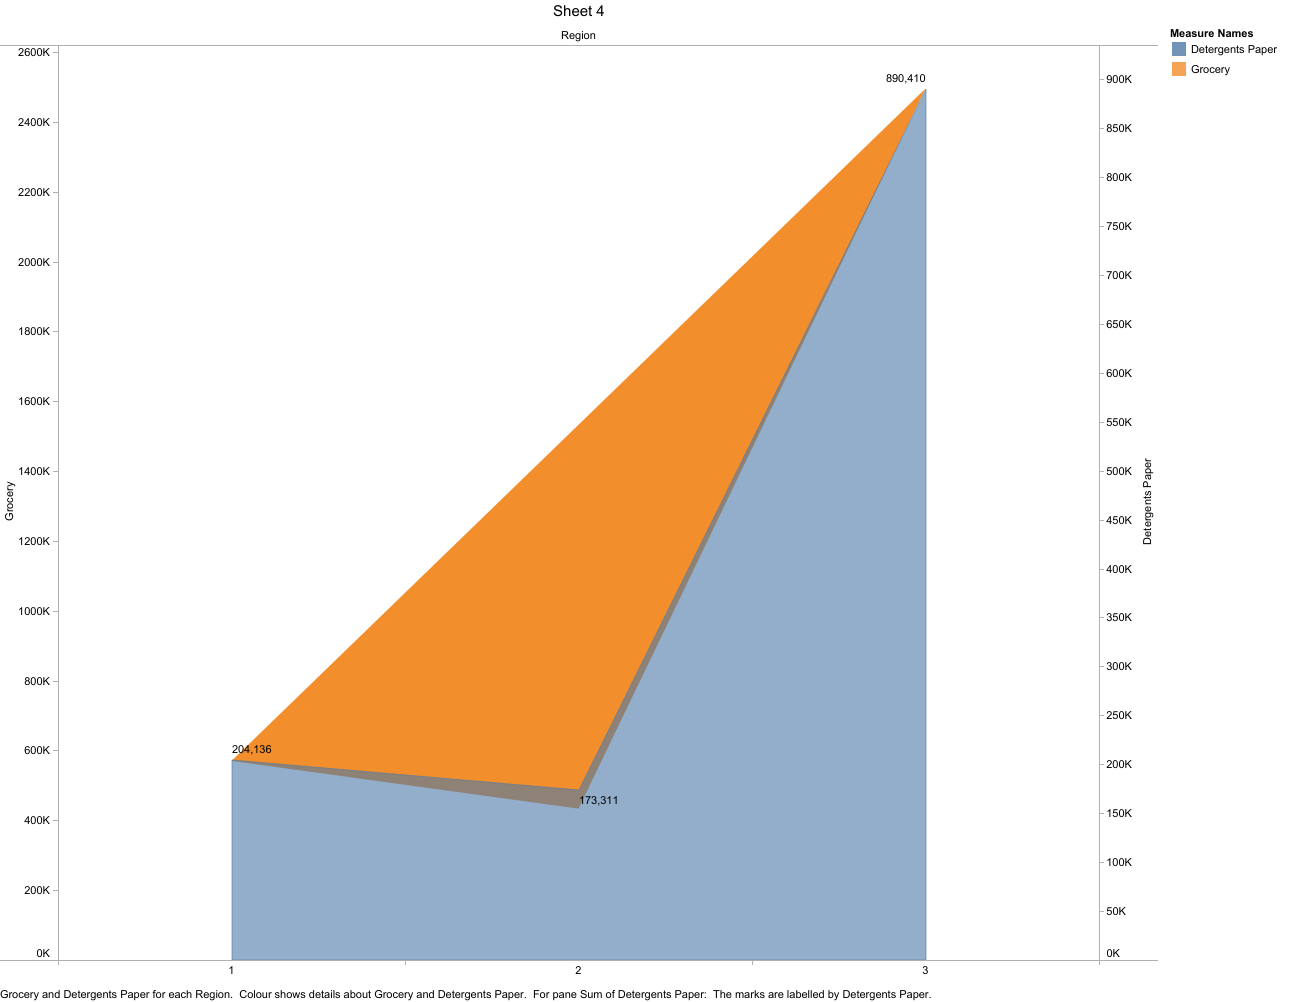 Sheet 4
Region
Measure Names
Detergents Paper
Grocery
2600K
2400K
2200K
2000K
1800K
1600K
1400K
1200K
1000K
800K
600K
400K
200K
0K
Grocery
890,410
204,136
173,311
900K
850K
800K
750K
700K
650K
600K
550K
500K
450K
400K
350K
300K
250K
200K
150K
100K
50K
0K
Detergents Paper
1 2 3
Grocery and Detergents Paper for each Region.  Colour shows details about Grocery and Detergents Paper.  For pane Sum of Detergents Paper:  The marks are labelled by Detergents Paper.